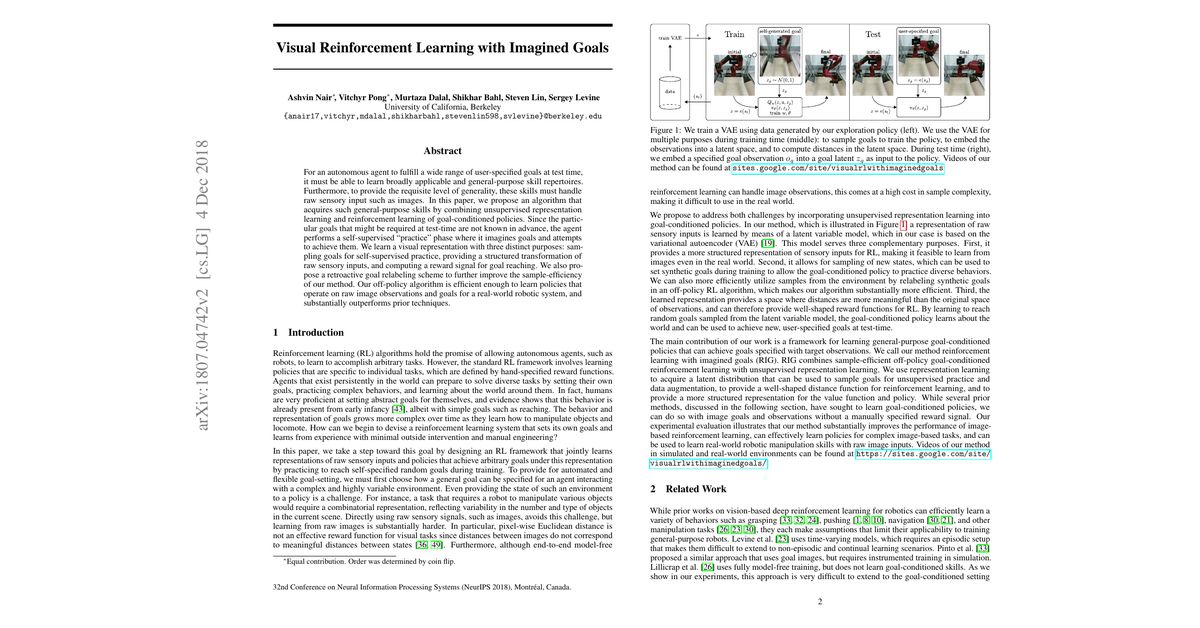 arXiv:1807.04742v2 [cs.LG] 4 Dec 2018
Visual Reinforcement Learning with Imagined Goals
Ashvin Nair*, Vitchyr Pong*, Murtaza Dalal, Shikhar Bahl, Steven Lin, Sergey Levine
University of California, Berkeley
{anair17,vitchyr,mdalal,shikharbahl,stevenlin598,svlevine}@berkeley.edu
Abstract
For an autonomous agent to fulfill a wide range of user-specified goals at test time,
it must be able to learn broadly applicable and general-purpose skill repertoires.
Furthermore, to provide the requisite level of generality, these skills must handle
raw sensory input such as images. In this paper, we propose an algorithm that
acquires such general-purpose skills by combining unsupervised representation
learning and reinforcement learning of goal-conditioned policies. Since the particular
goals that might be required at test-time are not known in advance, the agent
performs a self-supervised “practice” phase where it imagines goals and attempts
to achieve them. We learn a visual representation with three distinct purposes: sampling
goals for self-supervised practice, providing a structured transformation of
raw sensory inputs, and computing a reward signal for goal reaching. We also propose
a retroactive goal relabeling scheme to further improve the sample-efficiency
of our method. Our off-policy algorithm is efficient enough to learn policies that
operate on raw image observations and goals for a real-world robotic system, and
substantially outperforms prior techniques.
1 Introduction
Reinforcement learning (RL) algorithms hold the promise of allowing autonomous agents, such as
robots, to learn to accomplish arbitrary tasks. However, the standard RL framework involves learning
policies that are specific to individual tasks, which are defined by hand-specified reward functions.
Agents that exist persistently in the world can prepare to solve diverse tasks by setting their own
goals, practicing complex behaviors, and learning about the world around them. In fact, humans
are very proficient at setting abstract goals for themselves, and evidence shows that this behavior is
already present from early infancy [43], albeit with simple goals such as reaching. The behavior and
representation of goals grows more complex over time as they learn how to manipulate objects and
locomote. How can we begin to devise a reinforcement learning system that sets its own goals and
learns from experience with minimal outside intervention and manual engineering?
In this paper, we take a step toward this goal by designing an RL framework that jointly learns
representations of raw sensory inputs and policies that achieve arbitrary goals under this representation
by practicing to reach self-specified random goals during training. To provide for automated and
flexible goal-setting, we must first choose how a general goal can be specified for an agent interacting
with a complex and highly variable environment. Even providing the state of such an environment
to a policy is a challenge. For instance, a task that requires a robot to manipulate various objects
would require a combinatorial representation, reflecting variability in the number and type of objects
in the current scene. Directly using raw sensory signals, such as images, avoids this challenge, but
learning from raw images is substantially harder. In particular, pixel-wise Euclidean distance is
not an effective reward function for visual tasks since distances between images do not correspond
to meaningful distances between states [36, 49]. Furthermore, although end-to-end model-free
*Equal contribution. Order was determined by coin flip.
32nd Conference on Neural Information Processing Systems (NeurIPS 2018), Montréal, Canada.
train VAE
data
{s_t}
Train
initial
self-generated goal
final
z_g ~ N(0,1)
z_g
z = e(s_t)
train w, θ
Test
initial
user-specified goal
final
z_g = e(s_g)
z_g
z = e(s_t)
Figure 1: We train a VAE using data generated by our exploration policy (left). We use the VAE for
multiple purposes during training time (middle): to sample goals to train the policy, to embed the
observations into a latent space, and to compute distances in the latent space. During test time (right),
we embed a specified goal observation o_g into a goal latent z_g as input to the policy. Videos of our
method can be found at sites.google.com/site/visualrlwithimaginedgoals
reinforcement learning can handle image observations, this comes at a high cost in sample complexity,
making it difficult to use in the real world.
We propose to address both challenges by incorporating unsupervised representation learning into
goal-conditioned policies. In our method, which is illustrated in Figure 1, a representation of raw
sensory inputs is learned by means of a latent variable model, which in our case is based on the
variational autoencoder (VAE) [19]. This model serves three complementary purposes. First, it
provides a more structured representation of sensory inputs for RL, making it feasible to learn from
images even in the real world. Second, it allows for sampling of new states, which can be used to
set synthetic goals during training to allow the goal-conditioned policy to practice diverse behaviors.
We can also more efficiently utilize samples from the environment by relabeling synthetic goals
in an off-policy RL algorithm, which makes our algorithm substantially more efficient. Third, the
learned representation provides a space where distances are more meaningful than the original space
of observations, and can therefore provide well-shaped reward functions for RL. By learning to reach
random goals sampled from the latent variable model, the goal-conditioned policy learns about the
world and can be used to achieve new, user-specified goals at test-time.
The main contribution of our work is a framework for learning general-purpose goal-conditioned
policies that can achieve goals specified with target observations. We call our method reinforcement
learning with imagined goals (RIG). RIG combines sample-efficient off-policy goal-conditioned
reinforcement learning with unsupervised representation learning. We use representation learning
to acquire a latent distribution that can be used to sample goals for unsupervised practice and
data augmentation, to provide a well-shaped distance function for reinforcement learning, and
to provide a more structured representation for the value function and policy. While several prior
methods, discussed in the following section, have sought to learn goal-conditioned policies, we
can do so with image goals and observations without a manually specified reward signal. Our
experimental evaluation illustrates that our method substantially improves the performance of image-
based reinforcement learning, can effectively learn policies for complex image-based tasks, and can
be used to learn real-world robotic manipulation skills with raw image inputs. Videos of our method
in simulated and real-world environments can be found at https://sites.google.com/site/
visualrlwithimaginedgoals/
2 Related Work
While prior works on vision-based deep reinforcement learning for robotics can efficiently learn a
variety of behaviors such as grasping [33, 32, 24], pushing [1, 8, 10], navigation [30, 21], and other
manipulation tasks [26, 23, 30], they each make assumptions that limit their applicability to training
general-purpose robots. Levine et al. [23] uses time-varying models, which requires an episodic setup
that makes them difficult to extend to non-episodic and continual learning scenarios. Pinto et al. [33]
proposed a similar approach that uses goal images, but requires instrumented training in simulation.
Lillicrap et al. [26] uses fully model-free training, but does not learn goal-conditioned skills. As we
show in our experiments, this approach is very difficult to extend to the goal-conditioned setting
2